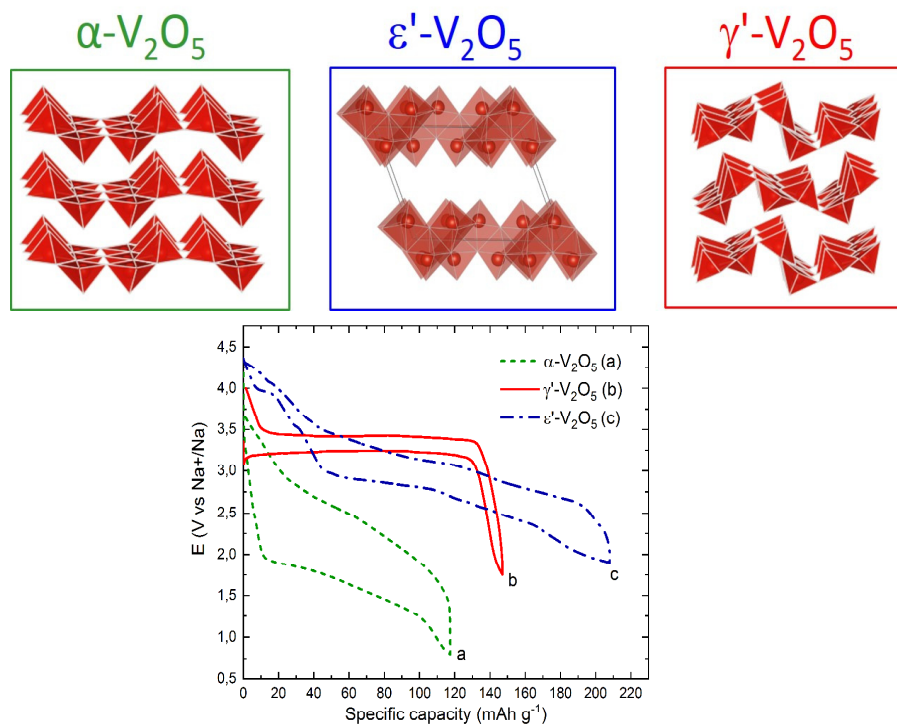 α-V₂O₅
ε'-V₂O₅
γ'-V₂O₅
4,5
4,0
3,5
3,0
2,5
2,0
1,5
1,0
0,5
E (V vs Na+/Na)
α-V₂O₅ (a)
γ'-V₂O₅ (b)
ε'-V₂O₅ (c)
a
b
c
0 20 40 60 80 100 120 140 160 180 200 220
Specific capacity (mAh g⁻¹)